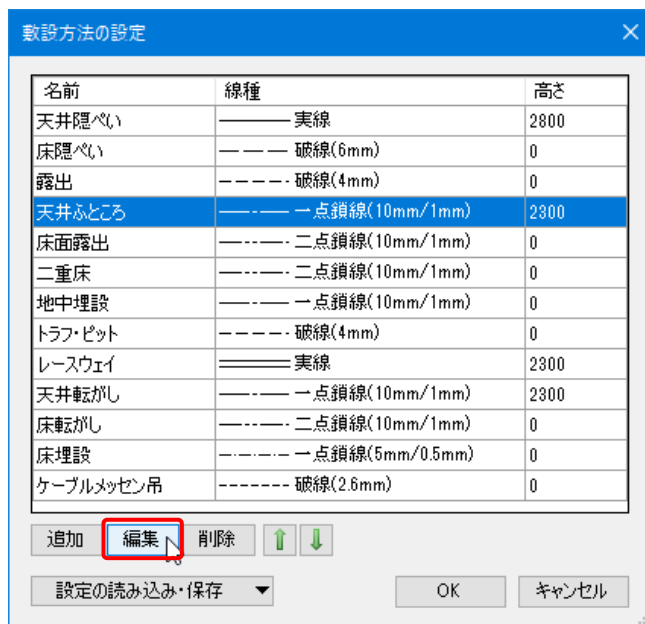 敷設方法の設定
名前 線種 高さ
天井隠ぺい 実線 2800
床隠ぺい 破線(6mm) 0
露出 破線(4mm) 0
天井ふところ 一点鎖線(10mm/1mm) 2300
床面露出 二点鎖線(10mm/1mm) 0
二重床 二点鎖線(10mm/1mm) 0
地中埋設 一点鎖線(10mm/1mm) 0
トラフ・ピット 破線(4mm) 0
レースウェイ 実線 2300
天井転がし 一点鎖線(10mm/1mm) 2300
床転がし 二点鎖線(10mm/1mm) 0
床埋設 一点鎖線(5mm/0.5mm) 0
ケーブルメッセン吊 破線(2.6mm) 0
追加 編集 削除
設定の読み込み・保存 OK キャンセル